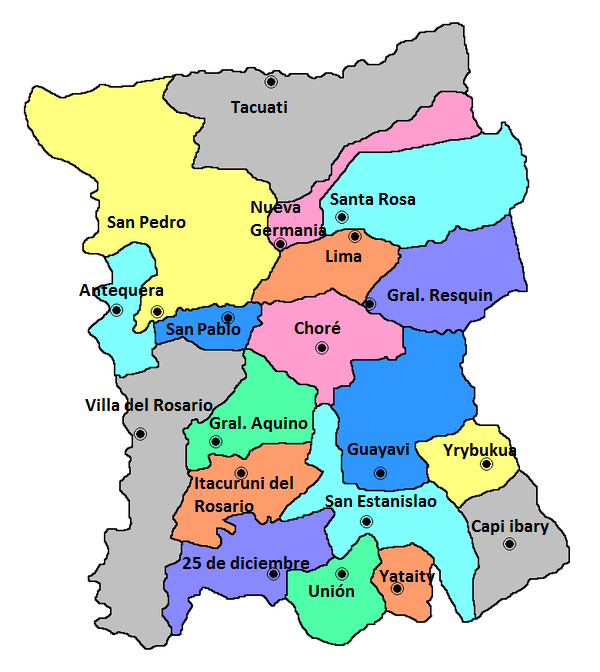 Tacuati
Nueva
Germania
Santa Rosa
San Pedro
Lima
Antequera
Gral. Resquin
San Pablo
Choré
Villa del Rosario
Gral. Aquino
Guayavi
Yrybukua
Itacuruni del
Rosario
San Estanislao
Capi ibary
25 de diciembre
Unión
Yataity